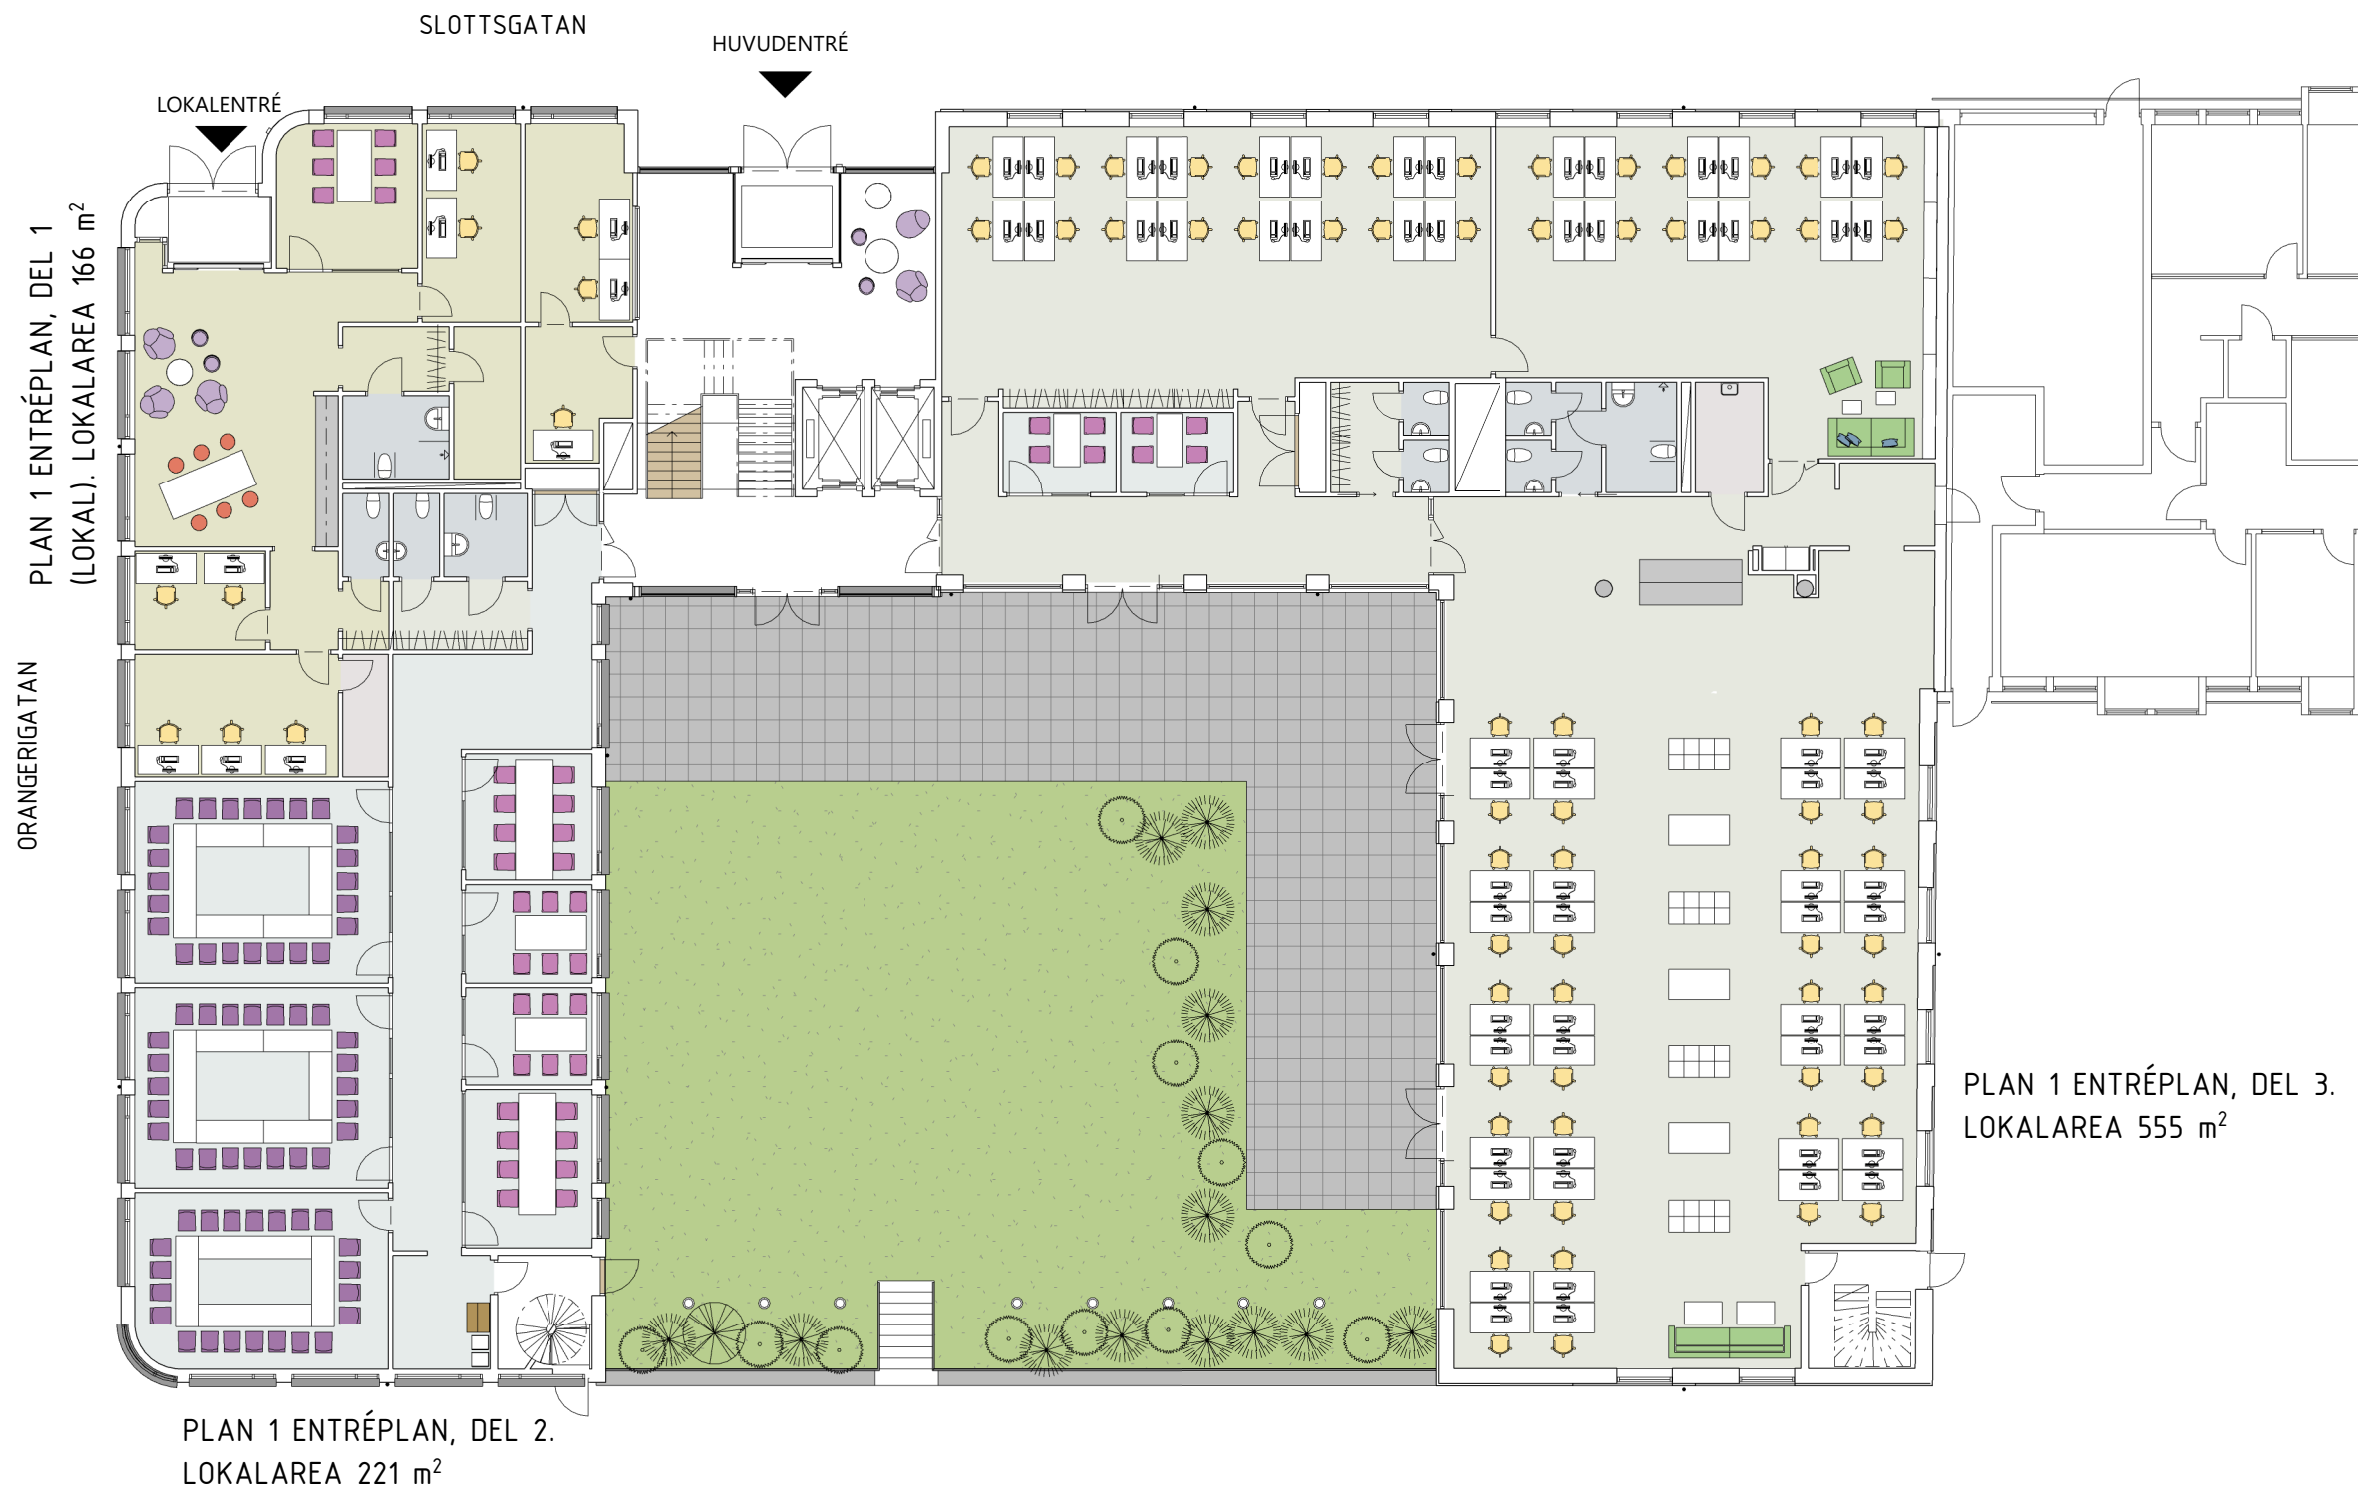 SLOTTSGATAN
HUVUDENTRÉ
LOKALENTRÉ
PLAN 1 ENTRÉPLAN, DEL 1
(LOKAL). LOKALAREA 166 m²
ORANGERIGATAN
PLAN 1 ENTRÉPLAN, DEL 3.
LOKALAREA 555 m²
PLAN 1 ENTRÉPLAN, DEL 2.
LOKALAREA 221 m²